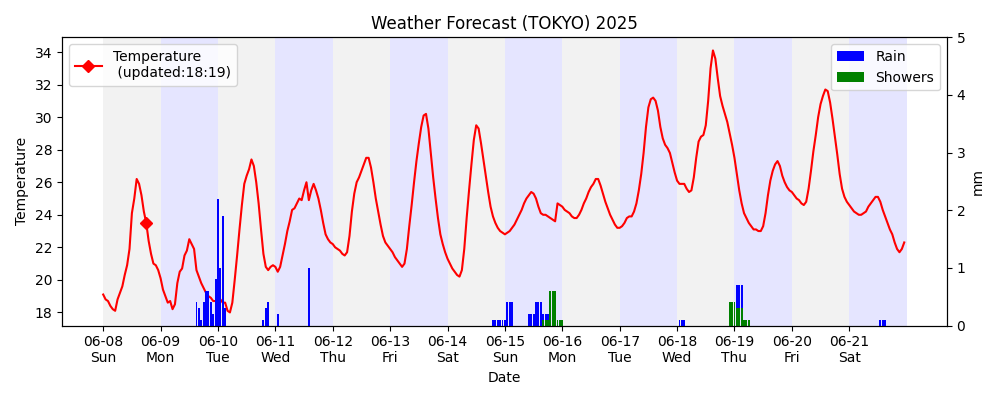 Weather Forecast (TOKYO) 2025
Temperature
(updated:18:19)
Rain
Showers
34
32
30
28
26
24
22
20
18
Temperature
5
4
3
2
1
0
mm
06-08 06-09 06-10 06-11 06-12 06-13 06-14 06-15 06-16 06-17 06-18 06-19 06-20 06-21
Sun Mon Tue Wed Thu Fri Sat Sun Mon Tue Wed Thu Fri Sat
Date